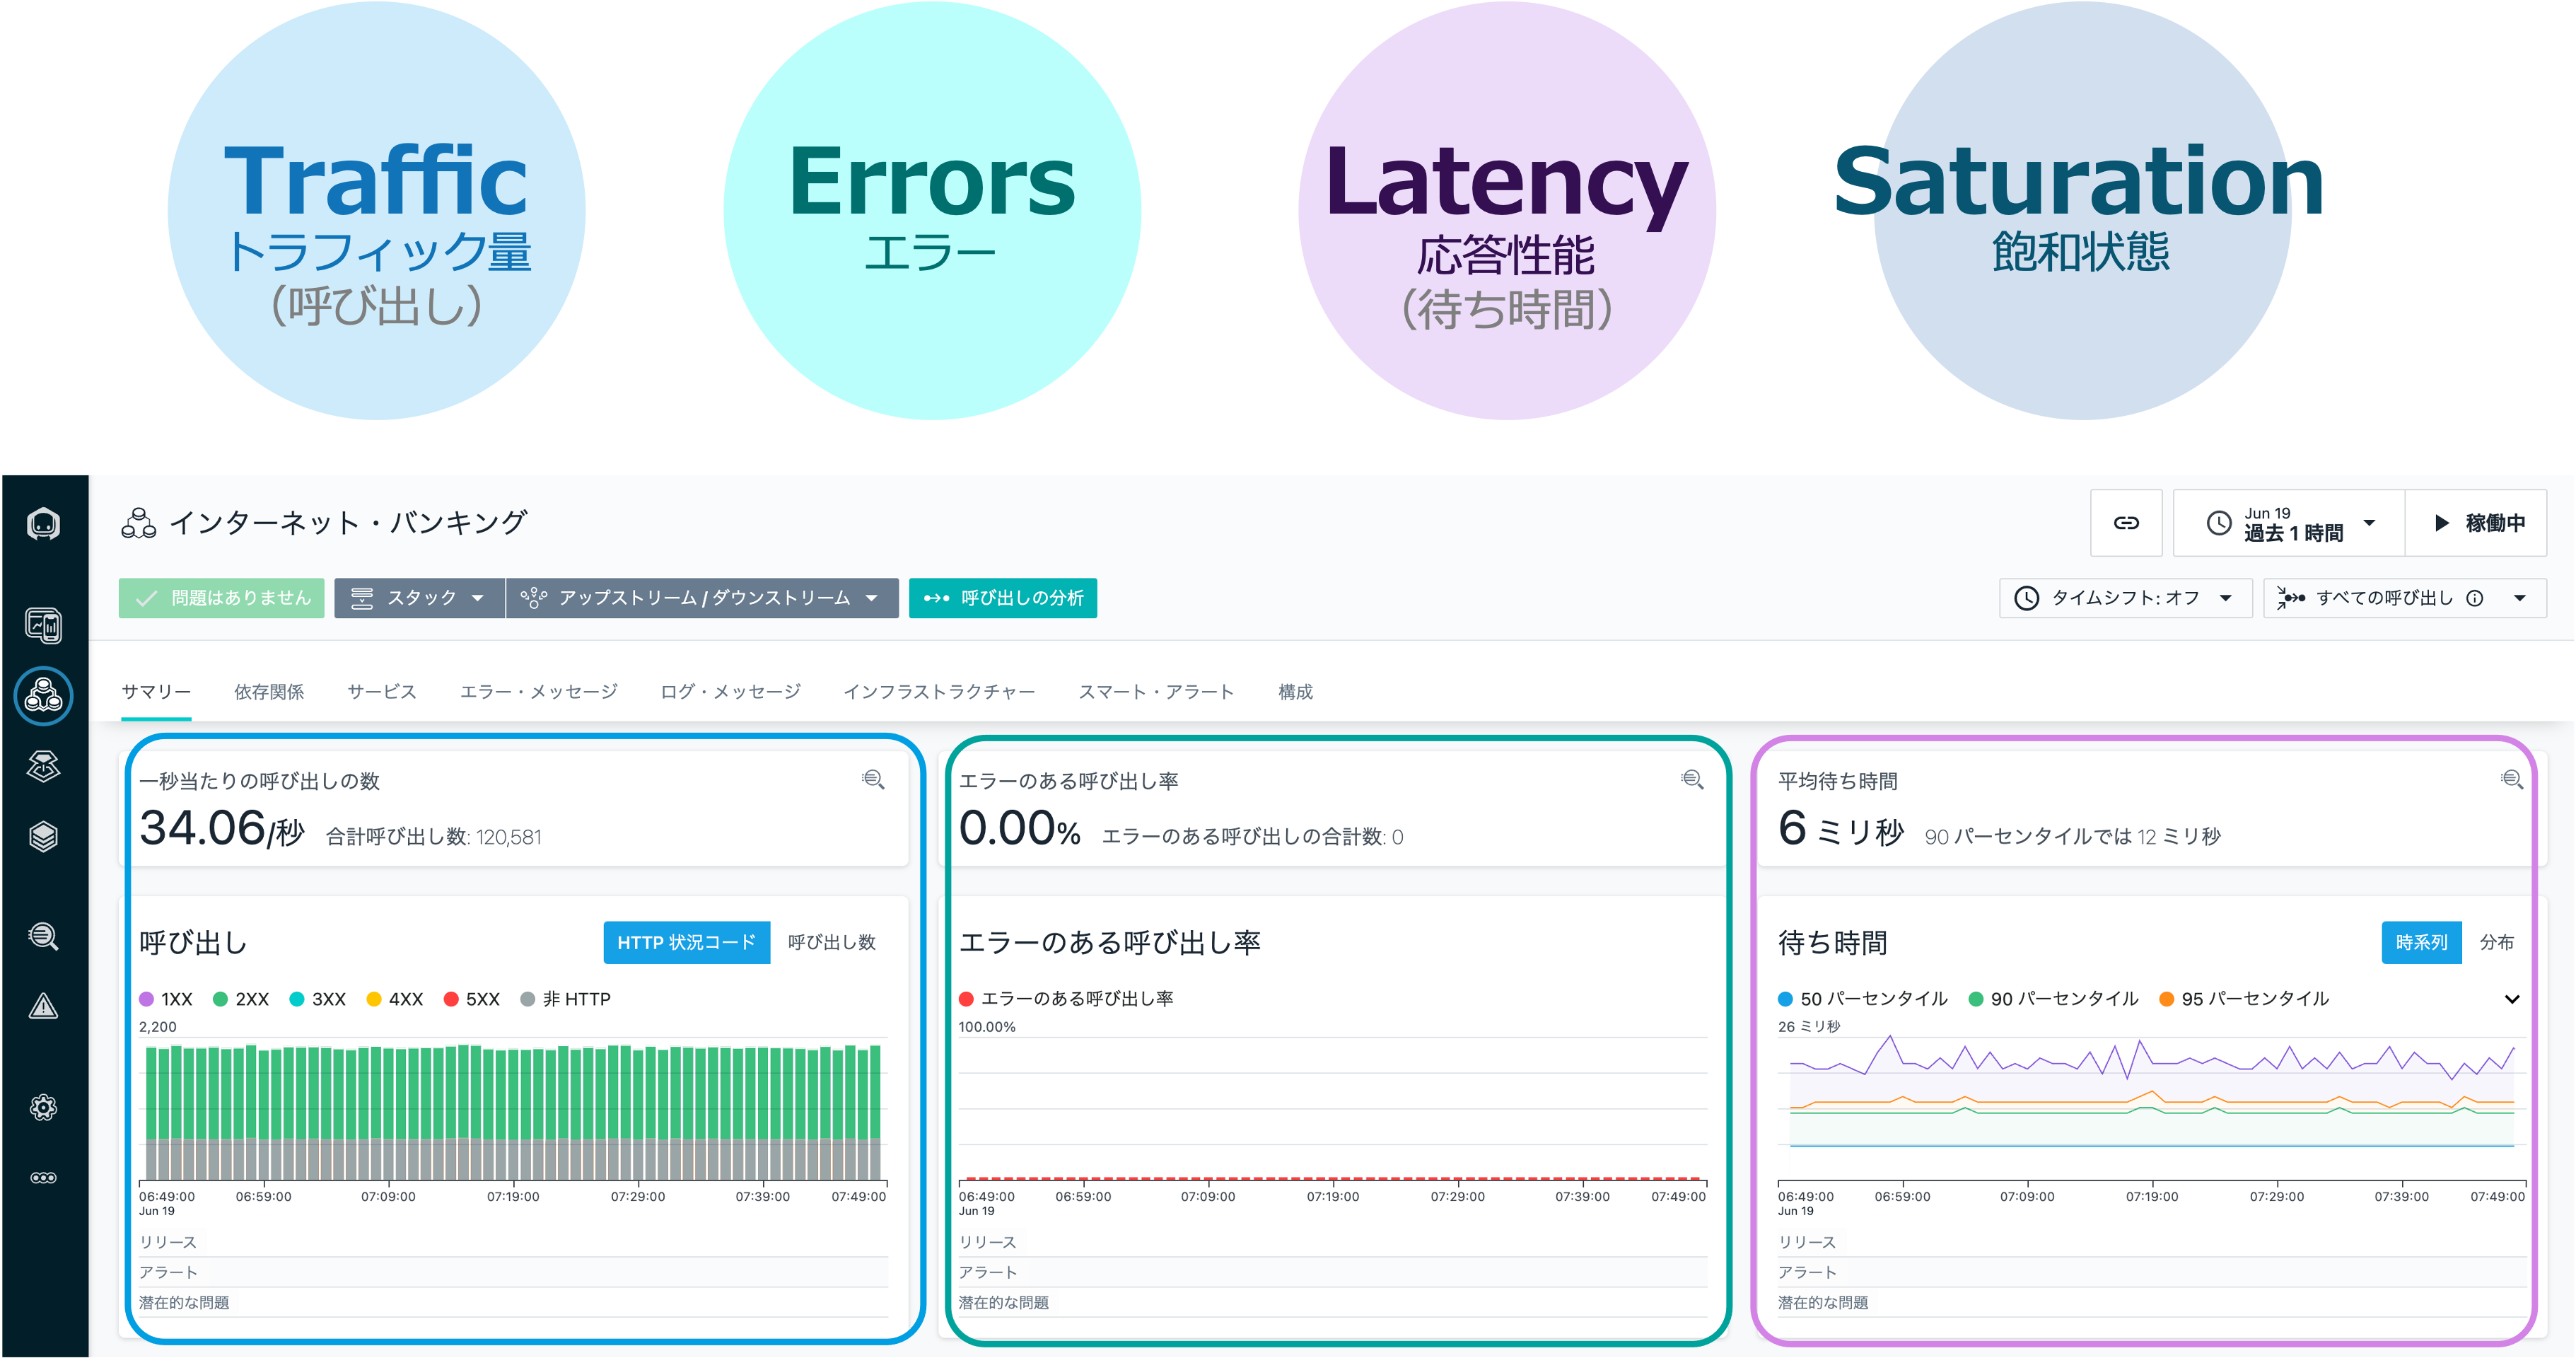 Traffic
トラフィック量
（呼び出し）
Errors
エラー
Latency
応答性能
（待ち時間）
Saturation
飽和状態
インターネット・バンキング
Jun 19
過去 1 時間
稼働中
問題はありません
スタック
アップストリーム / ダウンストリーム
呼び出しの分析
タイムシフト: オフ
すべての呼び出し
サマリー 依存関係 サービス エラー・メッセージ ログ・メッセージ インフラストラクチャー スマート・アラート 構成
一秒当たりの呼び出しの数
34.06/秒 合計呼び出し数: 120,581
呼び出し
HTTP 状況コード 呼び出し数
1XX 2XX 3XX 4XX 5XX 非 HTTP
2,200
06:49:00 06:59:00 07:09:00 07:19:00 07:29:00 07:39:00 07:49:00
Jun 19
リリース
アラート
潜在的な問題
エラーのある呼び出し率
0.00% エラーのある呼び出しの合計数: 0
エラーのある呼び出し率
エラーのある呼び出し率
100.00%
06:49:00 06:59:00 07:09:00 07:19:00 07:29:00 07:39:00 07:49:00
Jun 19
リリース
アラート
潜在的な問題
平均待ち時間
6 ミリ秒 90 パーセンタイルでは 12 ミリ秒
待ち時間
時系列 分布
50 パーセンタイル 90 パーセンタイル 95 パーセンタイル
26 ミリ秒
06:49:00 06:59:00 07:09:00 07:19:00 07:29:00 07:39:00 07:49:00
Jun 19
リリース
アラート
潜在的な問題